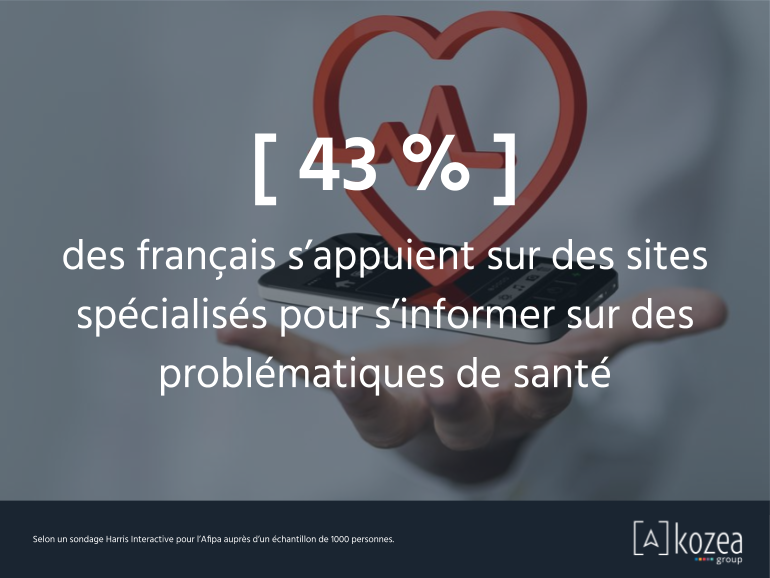 [ 43 % ]
des français s’appuient sur des sites
spécialisés pour s’informer sur des
problématiques de santé
Selon un sondage Harris Interactive pour l’Afipa auprès d’un échantillon de 1000 personnes.
[A] kozea
group